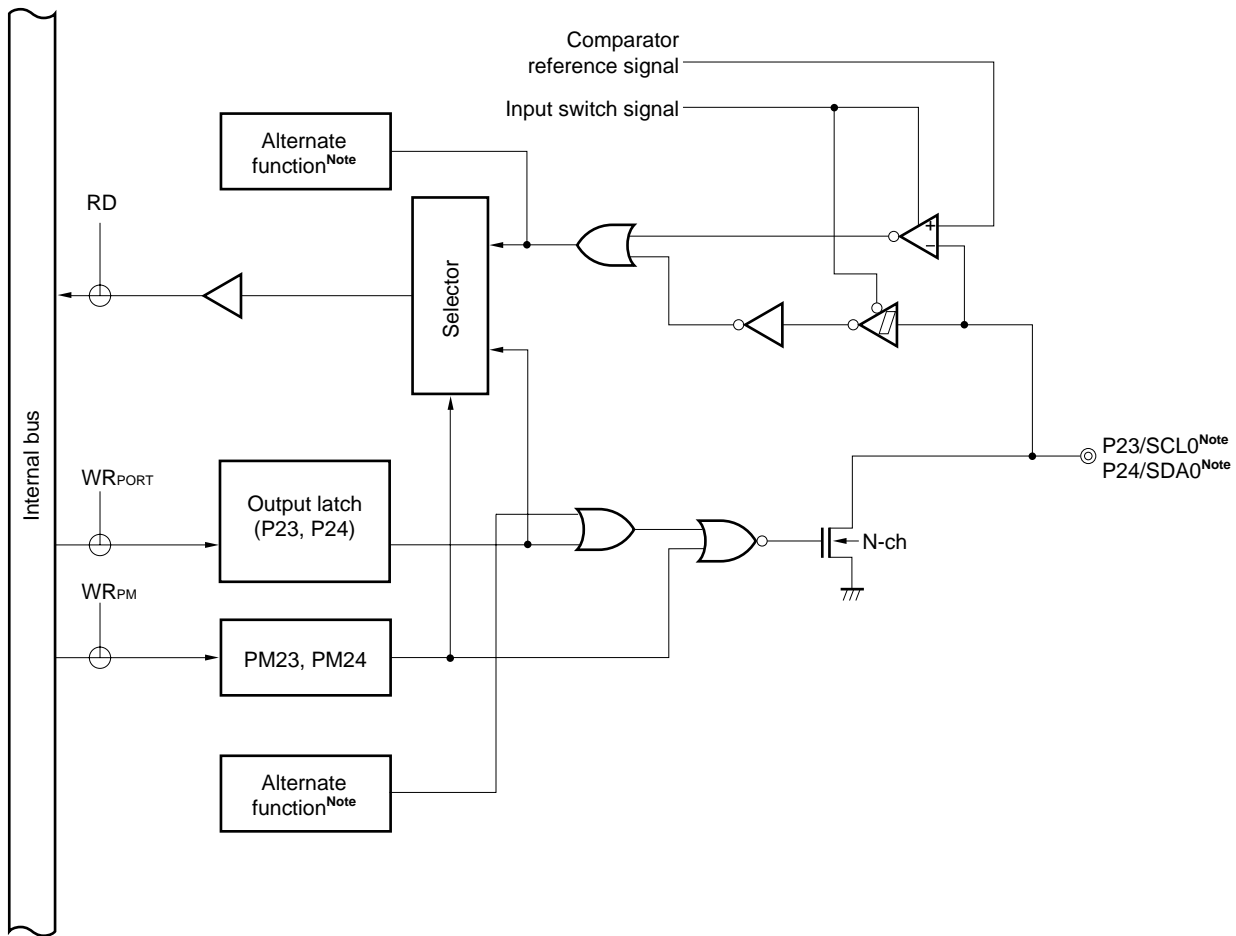 Comparator
reference signal
Input switch signal
Alternate
functionNote
RD
Selector
+
−
Internal bus
P23/SCL0Note
P24/SDA0Note
WRPORT
Output latch
(P23, P24)
N-ch
WRPM
PM23, PM24
Alternate
functionNote